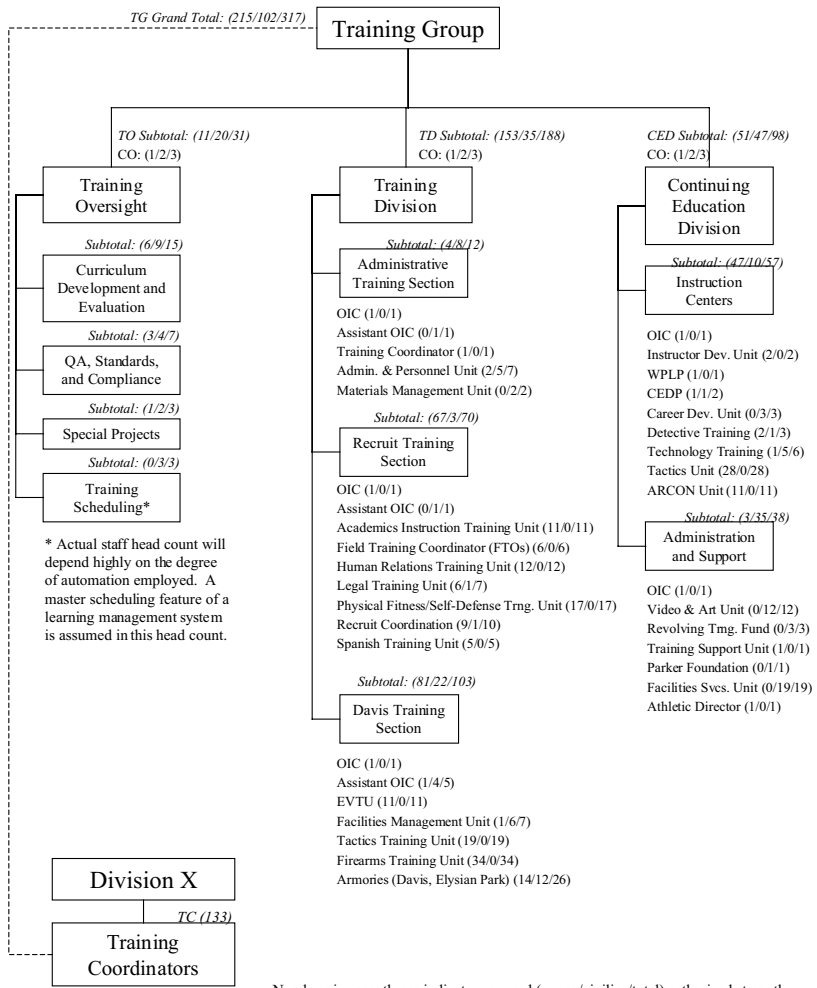 TG Grand Total: (215/102/317)
Training Group
TO Subtotal: (11/20/31)
CO: (1/2/3)
Training
Oversight
Subtotal: (6/9/15)
Curriculum
Development and
Evaluation
Subtotal: (3/4/7)
QA, Standards,
and Compliance
Subtotal: (1/2/3)
Special Projects
Subtotal: (0/3/3)
Training
Scheduling*
* Actual staff head count will
depend highly on the degree
of automation employed. A
master scheduling feature of a
learning management system
is assumed in this head count.
TD Subtotal: (153/35/188)
CO: (1/2/3)
Training
Division
Subtotal: (4/8/12)
Administrative
Training Section
OIC (1/0/1)
Assistant OIC (0/1/1)
Training Coordinator (1/0/1)
Admin. & Personnel Unit (2/5/7)
Materials Management Unit (0/2/2)
Subtotal: (67/3/70)
Recruit Training
Section
OIC (1/0/1)
Assistant OIC (0/1/1)
Academics Instruction Training Unit (11/0/11)
Field Training Coordinator (FTOs) (6/0/6)
Human Relations Training Unit (12/0/12)
Legal Training Unit (6/1/7)
Physical Fitness/Self-Defense Trng. Unit (17/0/17)
Recruit Coordination (9/1/10)
Spanish Training Unit (5/0/5)
Subtotal: (81/22/103)
Davis Training
Section
OIC (1/0/1)
Assistant OIC (1/4/5)
EVTU (11/0/11)
Facilities Management Unit (1/6/7)
Tactics Training Unit (19/0/19)
Firearms Training Unit (34/0/34)
Armories (Davis, Elysian Park) (14/12/26)
CED Subtotal: (51/47/98)
CO: (1/2/3)
Continuing
Education
Division
Subtotal: (47/10/57)
Instruction
Centers
OIC (1/0/1)
Instructor Dev. Unit (2/0/2)
WPLP (1/0/1)
CEDP (1/1/2)
Career Dev. Unit (0/3/3)
Detective Training (2/1/3)
Technology Training (1/5/6)
Tactics Unit (28/0/28)
ARCON Unit (11/0/11)
Subtotal: (3/35/38)
Administration
and Support
OIC (1/0/1)
Video & Art Unit (0/12/12)
Revolving Trng. Fund (0/3/3)
Training Support Unit (1/0/1)
Parker Foundation (0/1/1)
Facilities Svcs. Unit (0/19/19)
Athletic Director (1/0/1)
Division X
TC (133)
Training
Coordinators